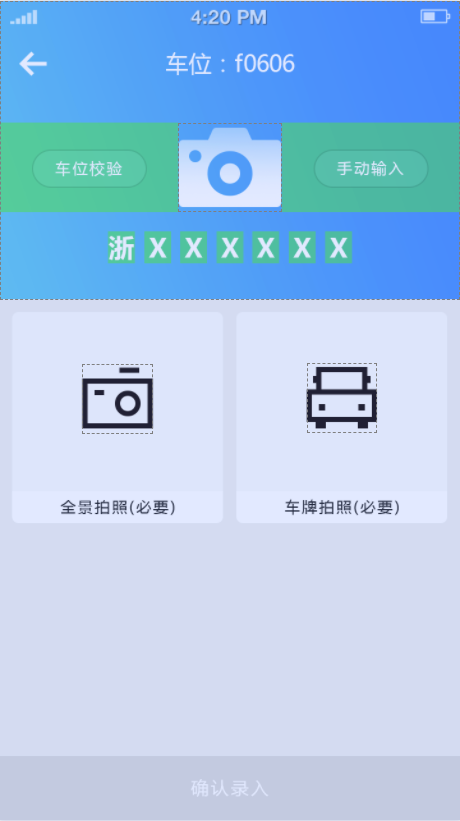 4:20 PM
车位：f0606
车位校验
手动输入
浙 X X X X X X
全景拍照(必要)
车牌拍照(必要)
确认录入